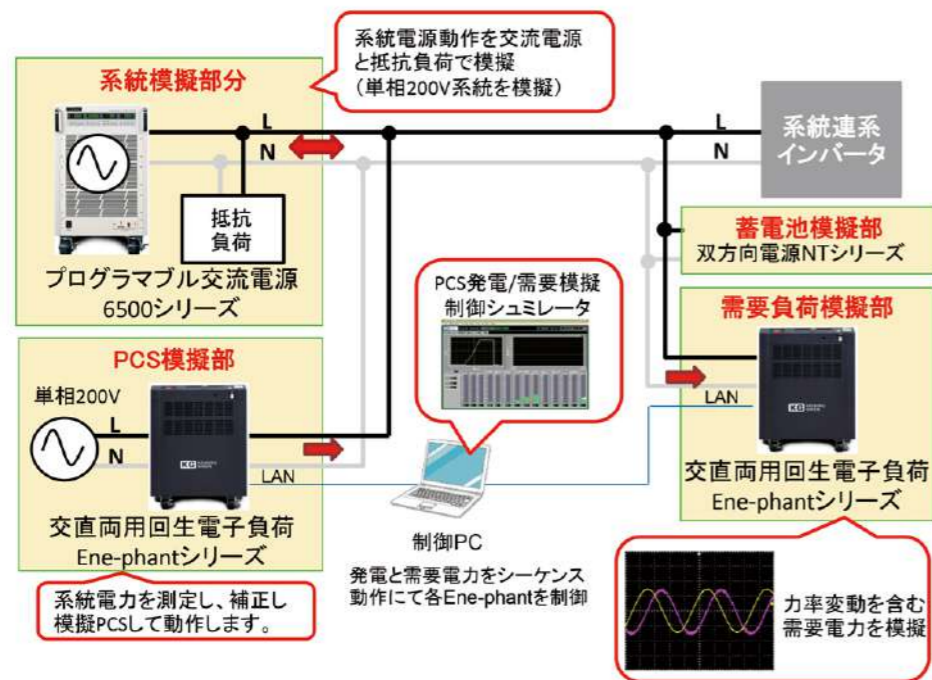 系統電源動作を交流電源
と抵抗負荷で模擬
（単相200V系統を模擬）
系統模擬部分
L
N
抵抗
負荷
プログラマブル交流電源
6500シリーズ
L
N
系統連系
インバータ
蓄電池模擬部
双方向電源NTシリーズ
PCS発電/需要模擬
制御シュミレータ
需要負荷模擬部
LAN
KG
交直両用回生電子負荷
Ene-phantシリーズ
PCS模擬部
単相200V
L
N
KG
LAN
交直両用回生電子負荷
Ene-phantシリーズ
制御PC
発電と需要電力をシーケンス
動作にて各Ene-phantを制御
系統電力を測定し、補正し
模擬PCSして動作します。
力率変動を含む
需要電力を模擬